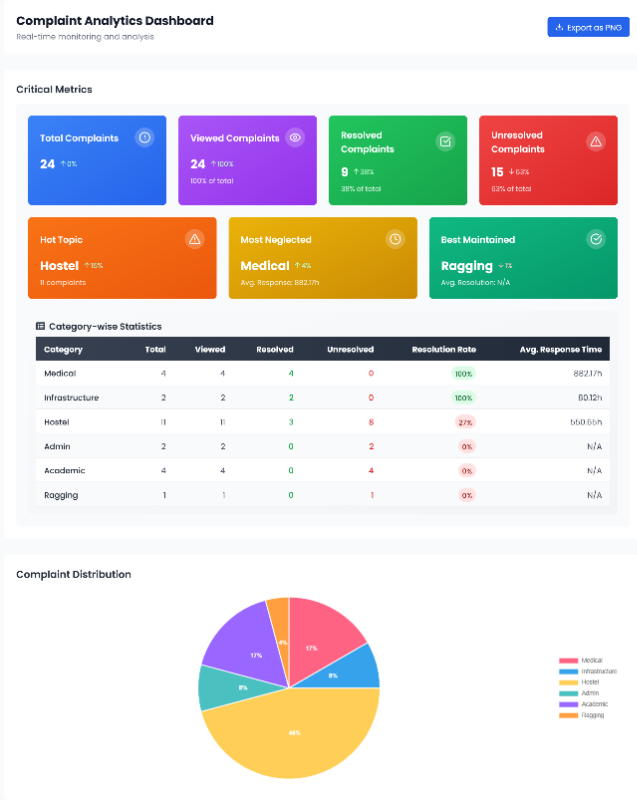 Complaint Analytics Dashboard
Real-time monitoring and analysis
Export as PNG
Critical Metrics
Total Complaints
24 ↑0%
Viewed Complaints
24 ↑100%
100% of total
Resolved
Complaints
9 ↑38%
38% of total
Unresolved
Complaints
15 ↓63%
63% of total
Hot Topic
Hostel ↑15%
11 complaints
Most Neglected
Medical ↑4%
Avg. Response: 882.17h
Best Maintained
Ragging ↓1%
Avg. Resolution: N/A
Category-wise Statistics
Category Total Viewed Resolved Unresolved Resolution Rate Avg. Response Time
Medical 4 4 4 0 100% 882.17h
Infrastructure 2 2 2 0 100% 60.12h
Hostel 11 11 3 8 27% 550.65h
Admin 2 2 0 2 0% N/A
Academic 4 4 0 4 0% N/A
Ragging 1 1 0 1 0% N/A
Complaint Distribution
4%
17%
17%
8%
8%
46%
Medical
Infrastructure
Hostel
Admin
Academic
Ragging